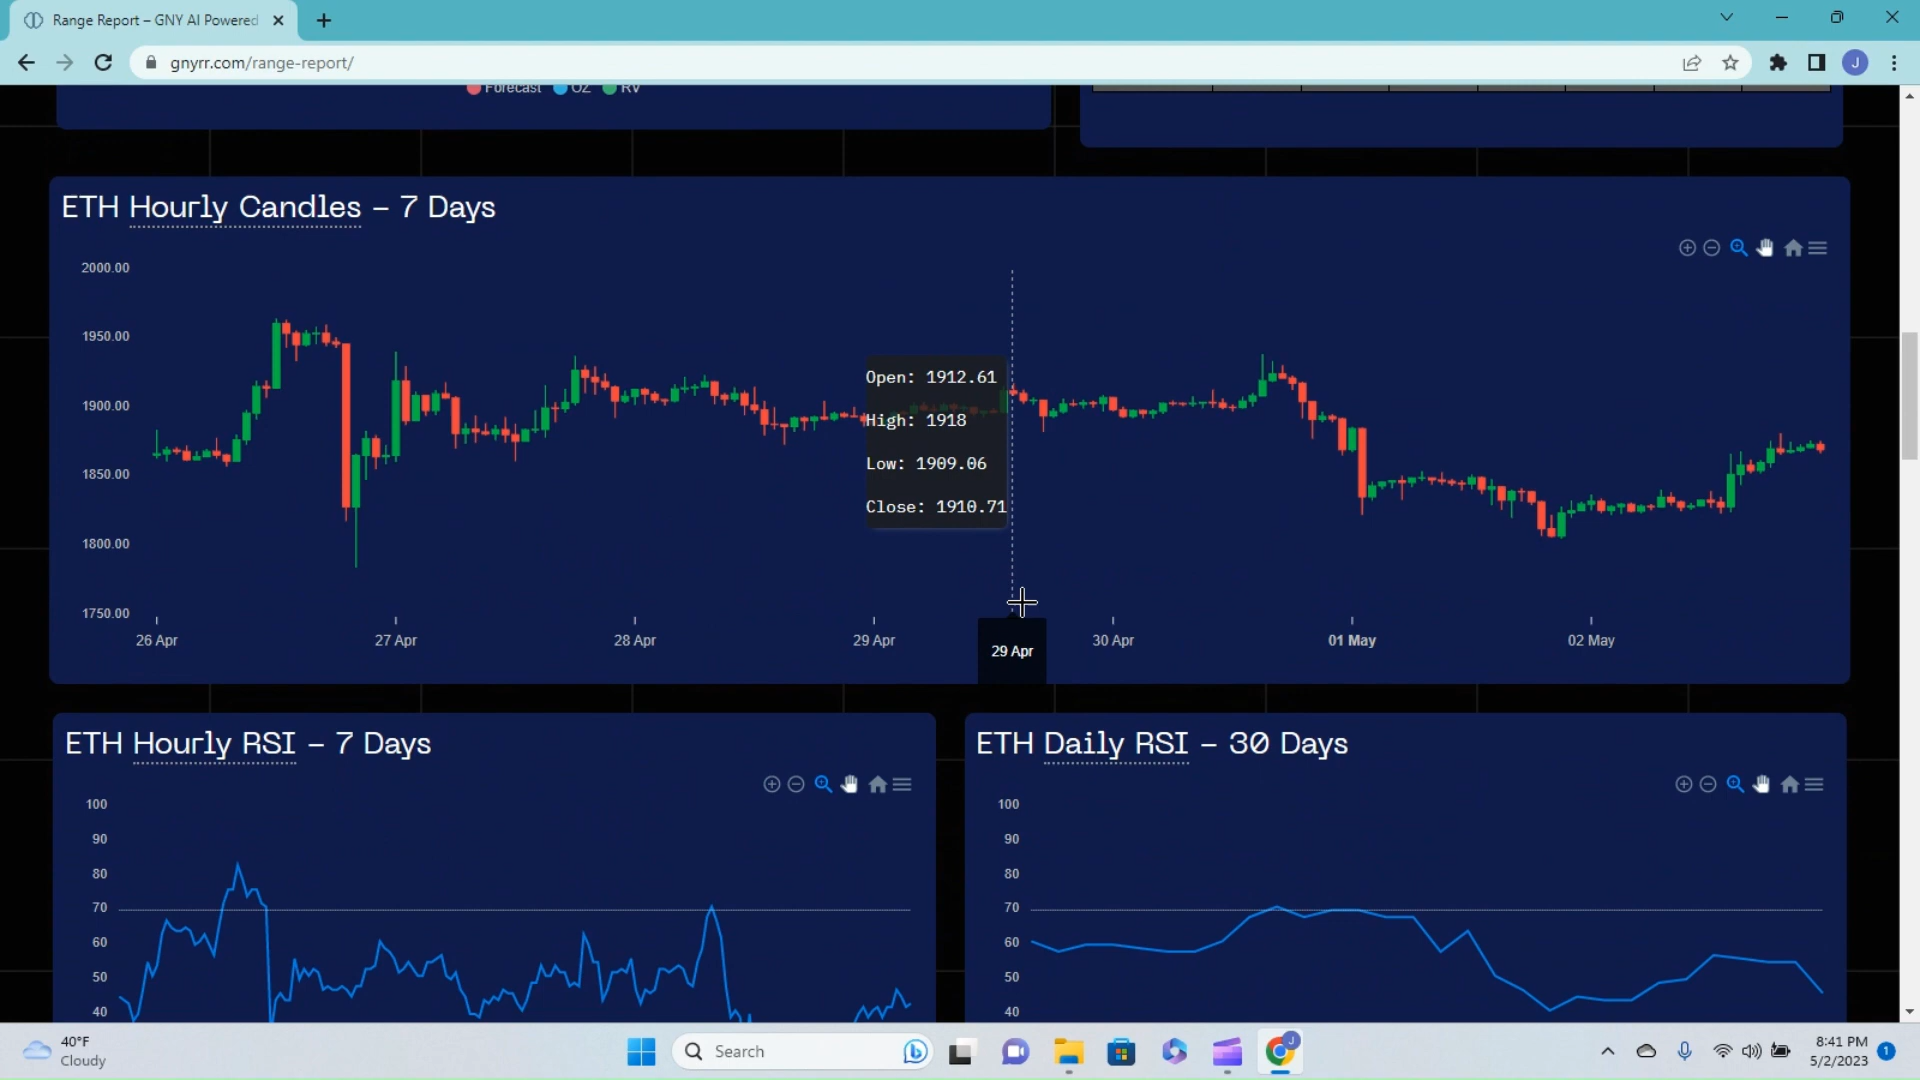 Range Report – GNY AI Powered
gnyrr.com/range-report/
J
Forecast OZ RV
ETH Hourly Candles – 7 Days
2000.00
1950.00
1900.00
1850.00
1800.00
1750.00
Open: 1912.61
High: 1918
Low: 1909.06
Close: 1910.71
26 Apr 27 Apr 28 Apr 29 Apr 29 Apr 30 Apr 01 May 02 May
ETH Hourly RSI – 7 Days
100
90
80
70
60
50
40
ETH Daily RSI – 30 Days
100
90
80
70
60
50
40
40°F
Cloudy
Search
J
8:41 PM
5/2/2023
1